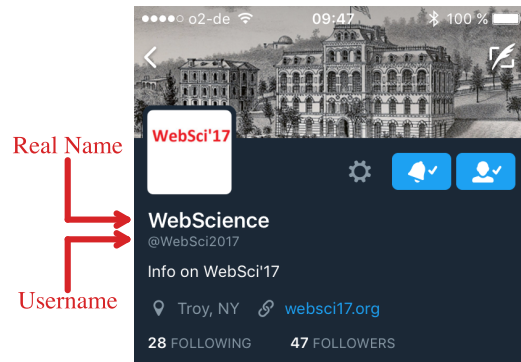 o2-de 09:47 100 %
WebSci'17
Real Name
WebScience
@WebSci2017
Info on WebSci'17
Username
Troy, NY websci17.org
28 FOLLOWING 47 FOLLOWERS